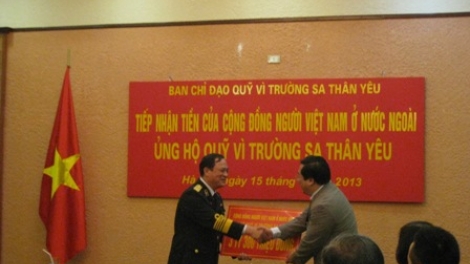 BAN CHỈ ĐẠO QUỸ VÌ TRƯỜNG SA THÂN YÊU
TIẾP NHẬN TIỀN CỦA CỘNG ĐỒNG NGƯỜI VIỆT NAM Ở NƯỚC NGOÀI
ỦNG HỘ QUỸ VÌ TRƯỜNG SA THÂN YÊU
ngày 15 tháng 2013